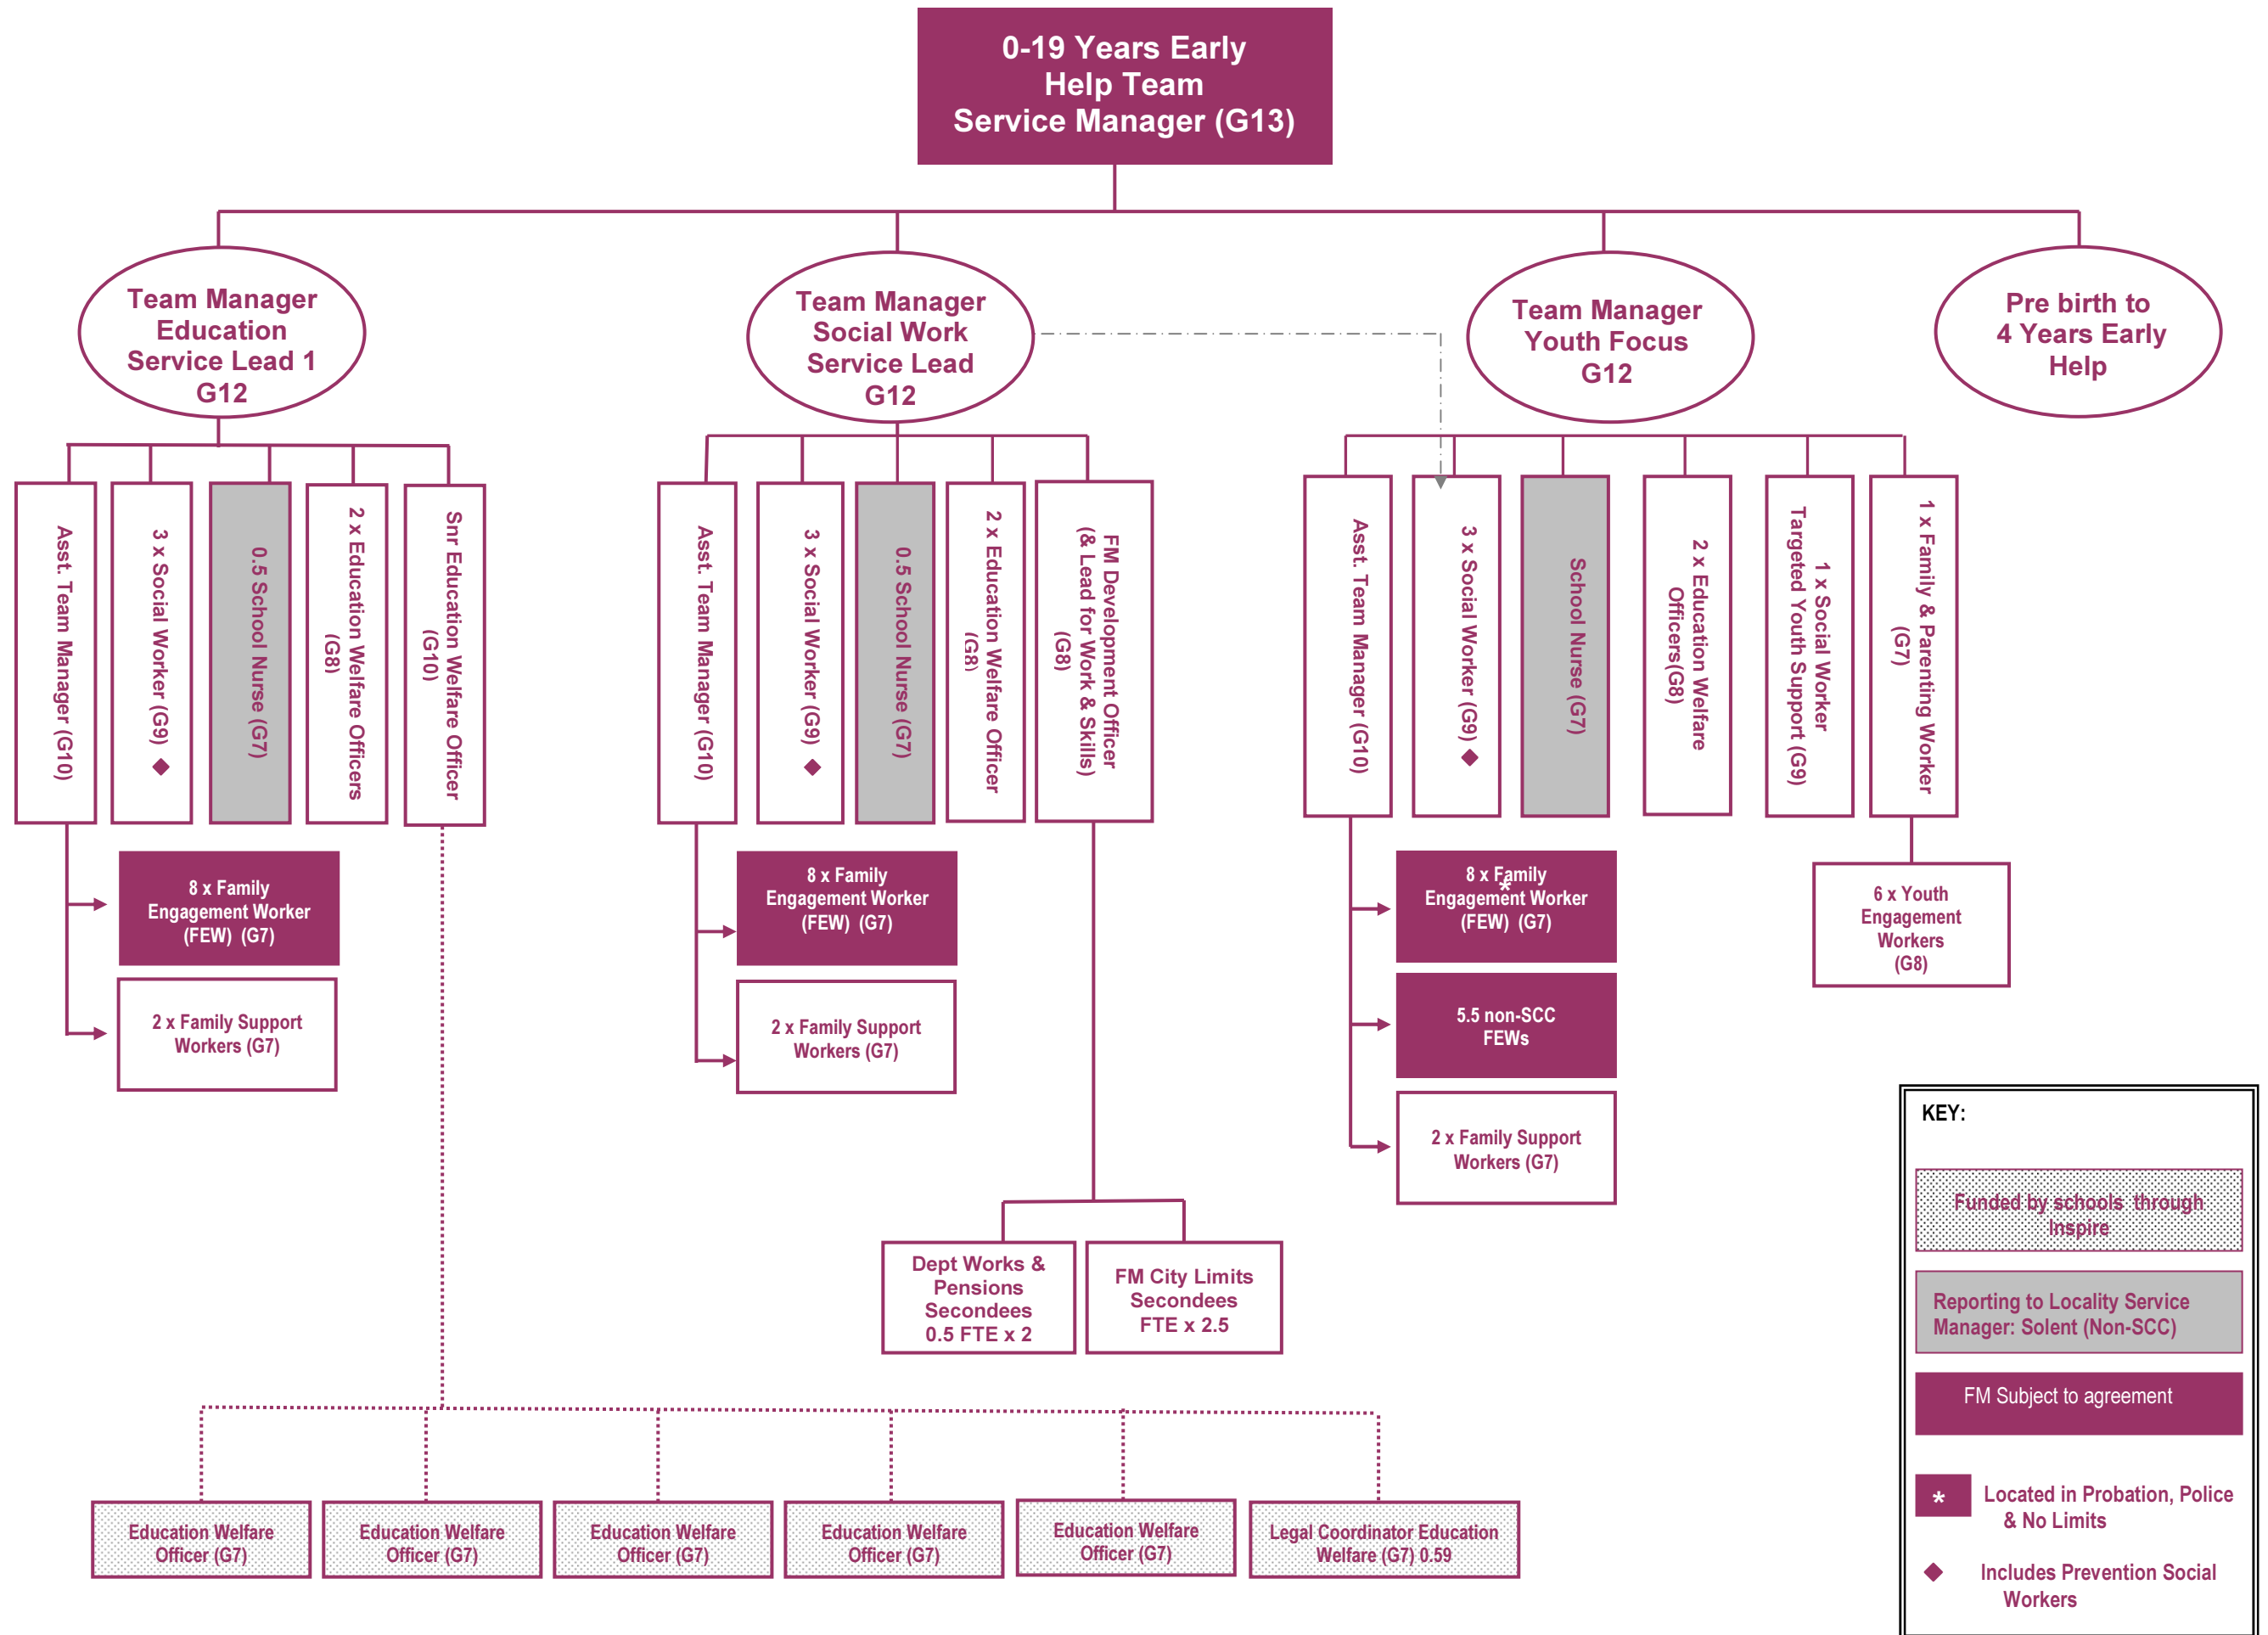 0-19 Years Early
Help Team
Service Manager (G13)
Team Manager
Education
Service Lead 1
G12
Team Manager
Social Work
Service Lead
G12
Team Manager
Youth Focus
G12
Pre birth to
4 Years Early
Help
Asst. Team Manager (G10)
3 x Social Worker (G9) ◆
0.5 School Nurse (G7)
2 x Education Welfare Officers
(G8)
Snr Education Welfare Officer
(G10)
Asst. Team Manager (G10)
3 x Social Worker (G9) ◆
0.5 School Nurse (G7)
2 x Education Welfare Officer
(G8)
FM Development Officer
(& Lead for Work & Skills)
(G8)
Asst. Team Manager (G10)
3 x Social Worker (G9) ◆
School Nurse (G7)
2 x Education Welfare
Officers(G8)
1 x Social Worker
Targeted Youth Support (G9)
1 x Family & Parenting Worker
(G7)
8 x Family
Engagement Worker
(FEW) (G7)
2 x Family Support
Workers (G7)
8 x Family
Engagement Worker
(FEW) (G7)
2 x Family Support
Workers (G7)
8 x Family
*
Engagement Worker
(FEW) (G7)
5.5 non-SCC
FEWs
2 x Family Support
Workers (G7)
6 x Youth
Engagement
Workers
(G8)
Dept Works &
Pensions
Secondees
0.5 FTE x 2
FM City Limits
Secondees
FTE x 2.5
Education Welfare
Officer (G7)
Education Welfare
Officer (G7)
Education Welfare
Officer (G7)
Education Welfare
Officer (G7)
Education Welfare
Officer (G7)
Legal Coordinator Education
Welfare (G7) 0.59
KEY:
Funded by schools through
Inspire
Reporting to Locality Service
Manager: Solent (Non-SCC)
FM Subject to agreement
* Located in Probation, Police
& No Limits
◆ Includes Prevention Social
Workers